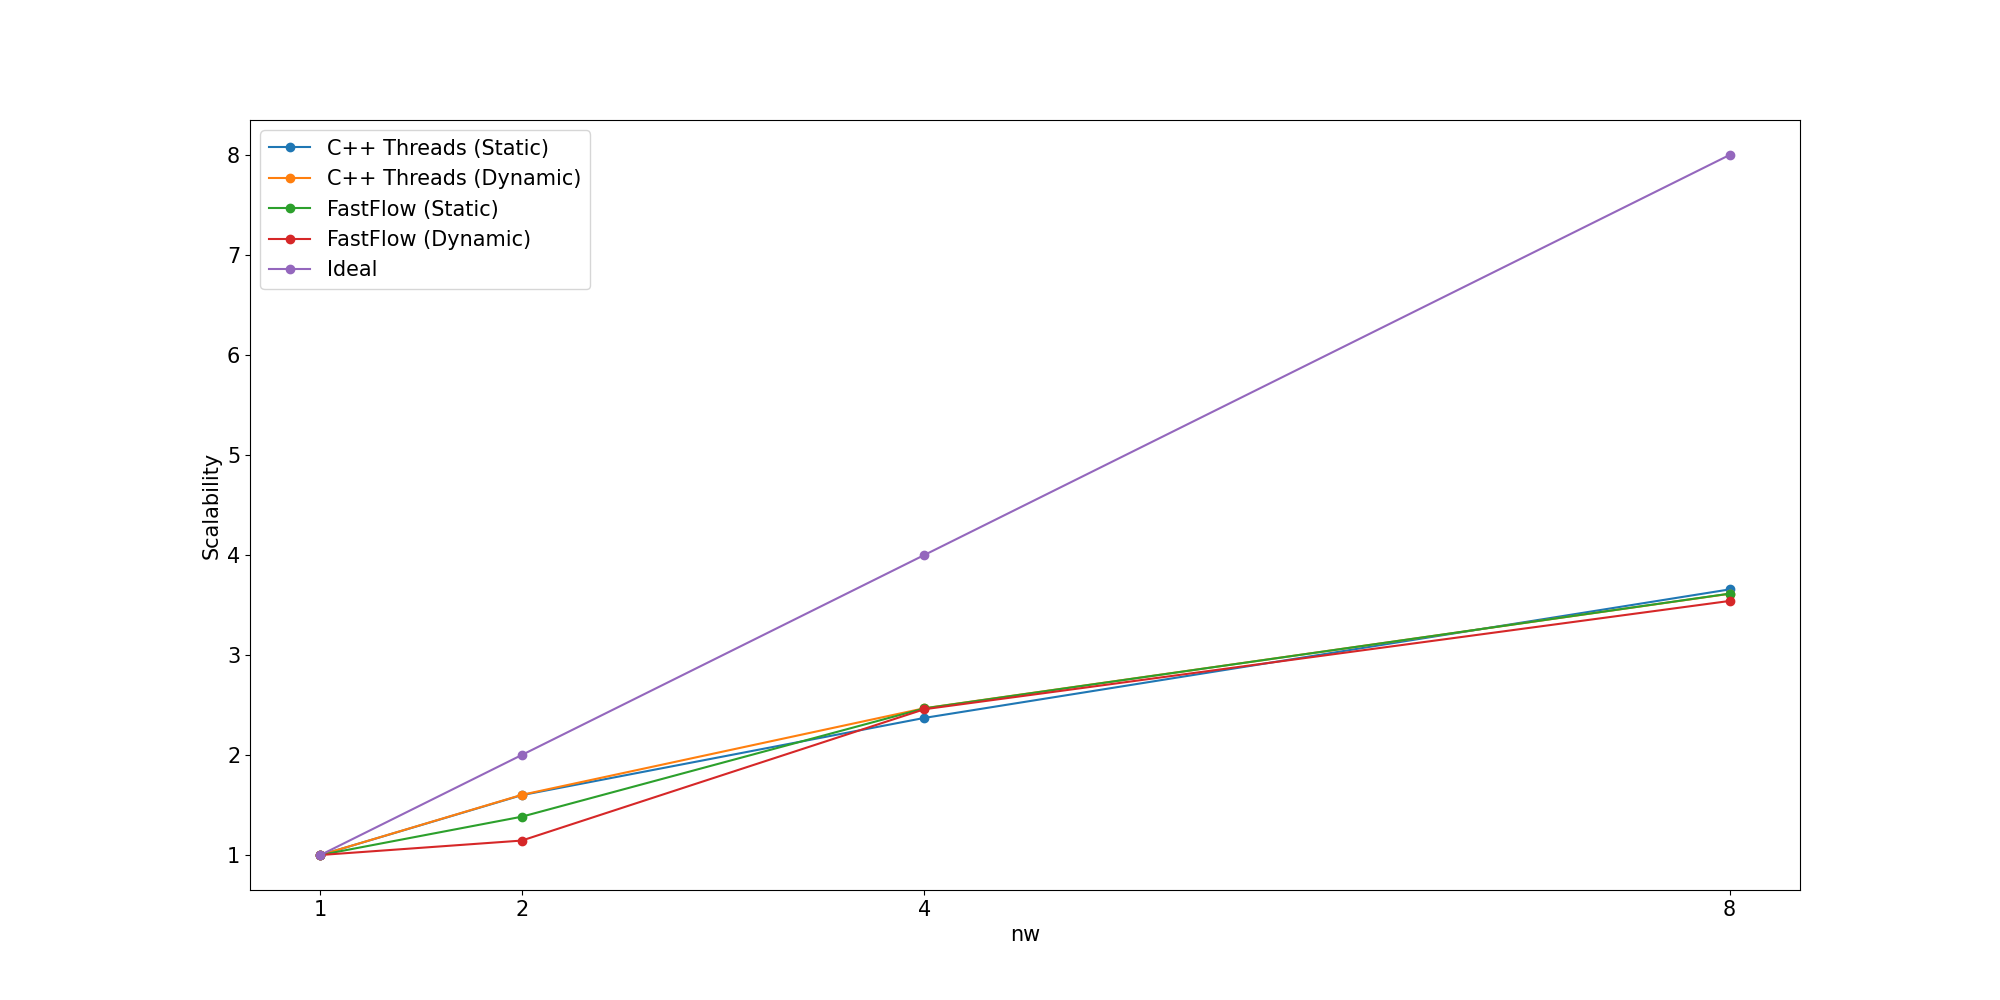 C++ Threads (Static)
C++ Threads (Dynamic)
FastFlow (Static)
FastFlow (Dynamic)
Ideal
8
7
6
5
4
3
2
1
Scalability
1 2 4 8
nw